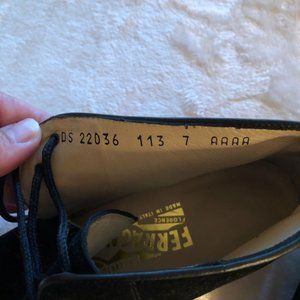 DS 22036 113 7 AAAA
FERRAG
FLORENCE
MADE IN ITALY